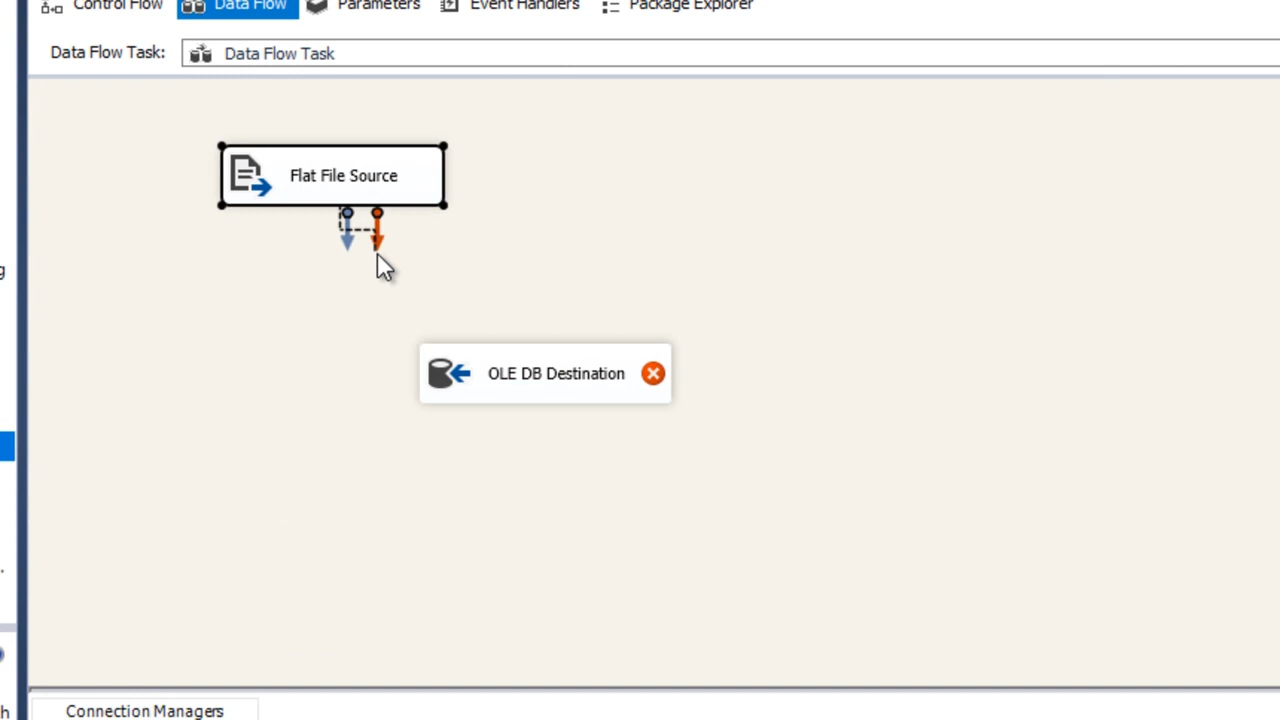 Control Flow
Data Flow
Parameters
Event Handlers
Package Explorer
Data Flow Task:
Data Flow Task
Flat File Source
OLE DB Destination
Connection Managers